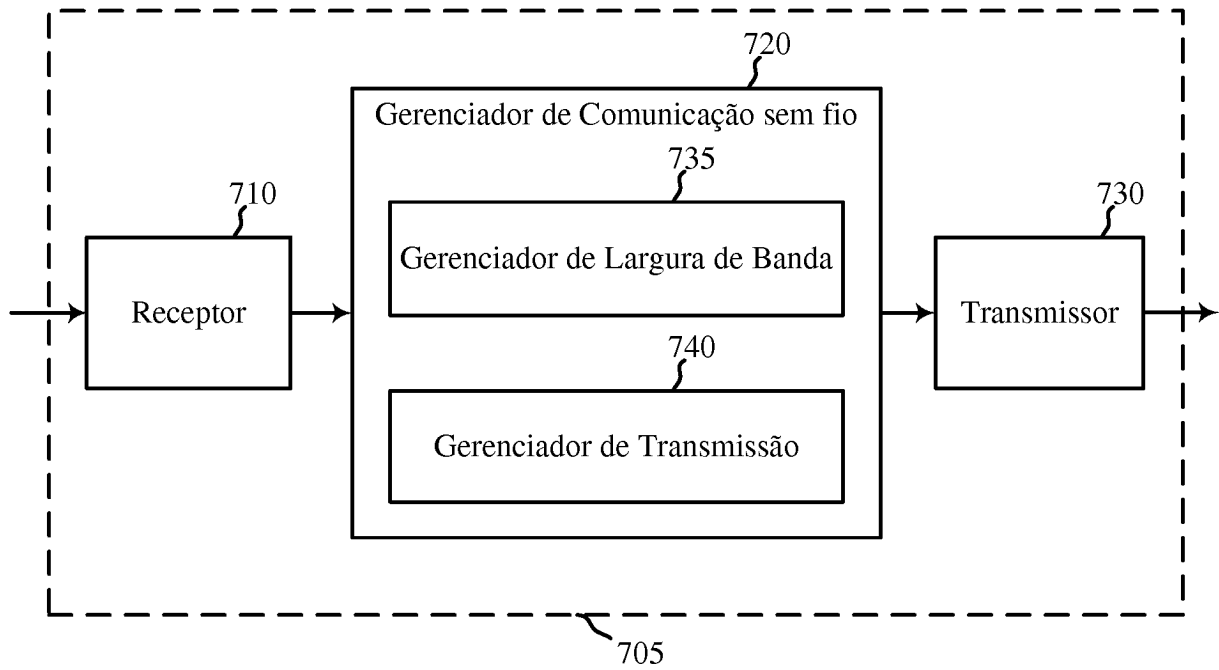 720
Gerenciador de Comunicação sem fio
735
710
730
Gerenciador de Largura de Banda
Receptor
Transmissor
740
Gerenciador de Transmissão
705